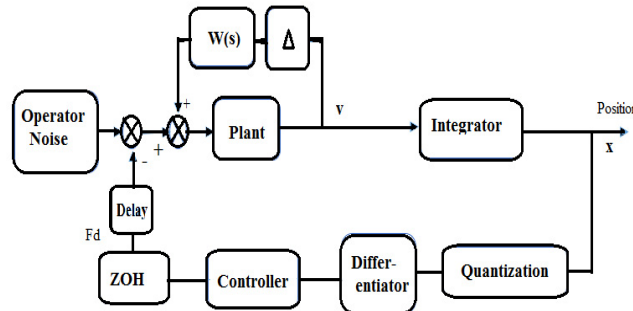 W(s)
Δ
+
Operator
Noise
Plant
v
Integrator
Position
x
-
+
Delay
Fd
ZOH
Controller
Differ-
entiator
Quantization